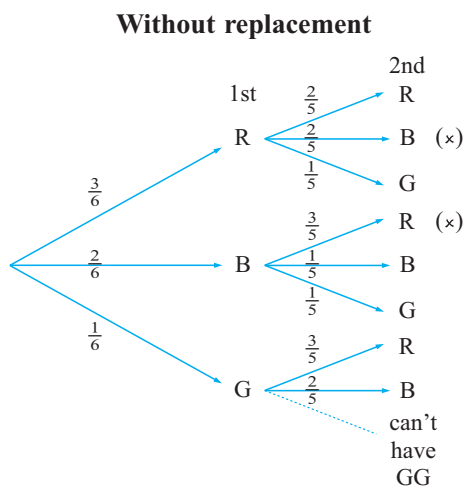 Without replacement
2nd
1st
2/5
R
R
2/5
B (×)
1/5
G
3/6
3/5
R (×)
2/6
B
1/5
B
1/5
G
1/6
3/5
R
G
2/5
B
can't
have
GG